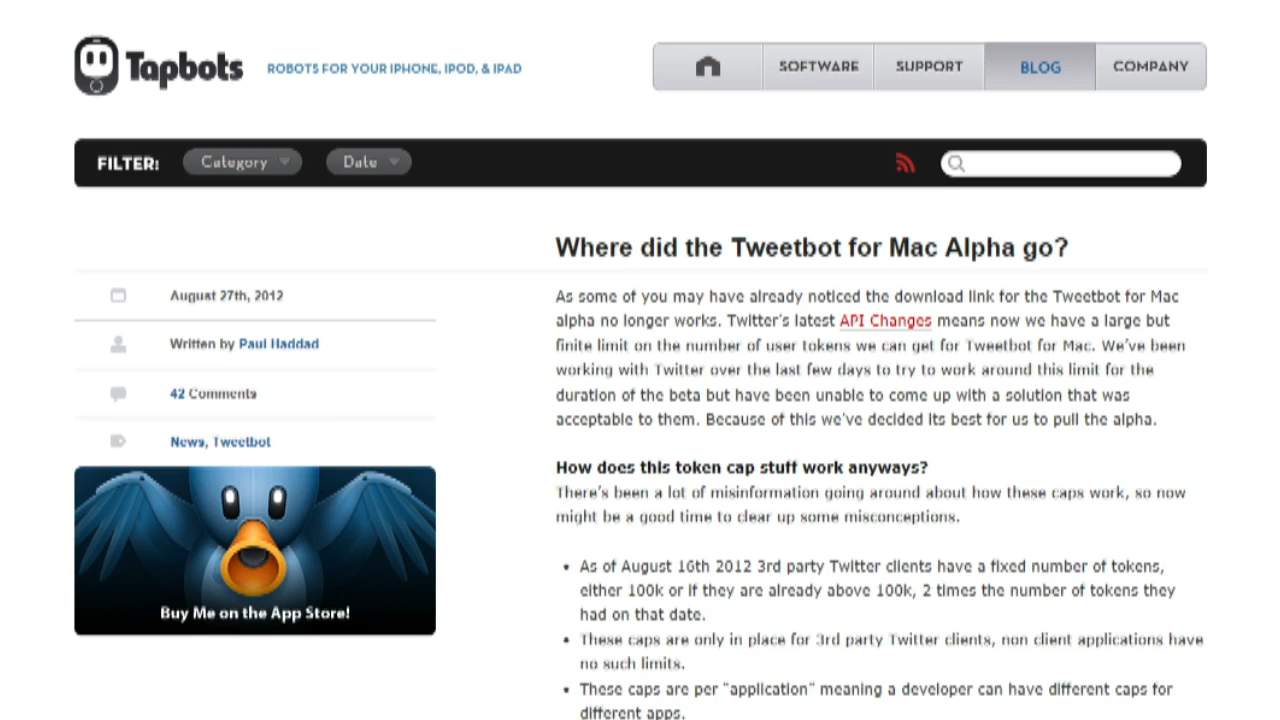 Tapbots
ROBOTS FOR YOUR IPHONE, IPOD, & IPAD
SOFTWARE
SUPPORT
BLOG
COMPANY
FILTER:
Category
Date
Where did the Tweetbot for Mac Alpha go?
August 27th, 2012
Written by Paul Haddad
42 Comments
News, Tweetbot
Buy Me on the App Store!
As some of you may have already noticed the download link for the Tweetbot for Mac
alpha no longer works. Twitter's latest API Changes means now we have a large but
finite limit on the number of user tokens we can get for Tweetbot for Mac. We've been
working with Twitter over the last few days to try to work around this limit for the
duration of the beta but have been unable to come up with a solution that was
acceptable to them. Because of this we've decided its best for us to pull the alpha.
How does this token cap stuff work anyways?
There's been a lot of misinformation going around about how these caps work, so now
might be a good time to clear up some misconceptions.
• As of August 16th 2012 3rd party Twitter clients have a fixed number of tokens,
either 100k or if they are already above 100k, 2 times the number of tokens they
had on that date.
• These caps are only in place for 3rd party Twitter clients, non client applications have
no such limits.
• These caps are per "application" meaning a developer can have different caps for
different apps.